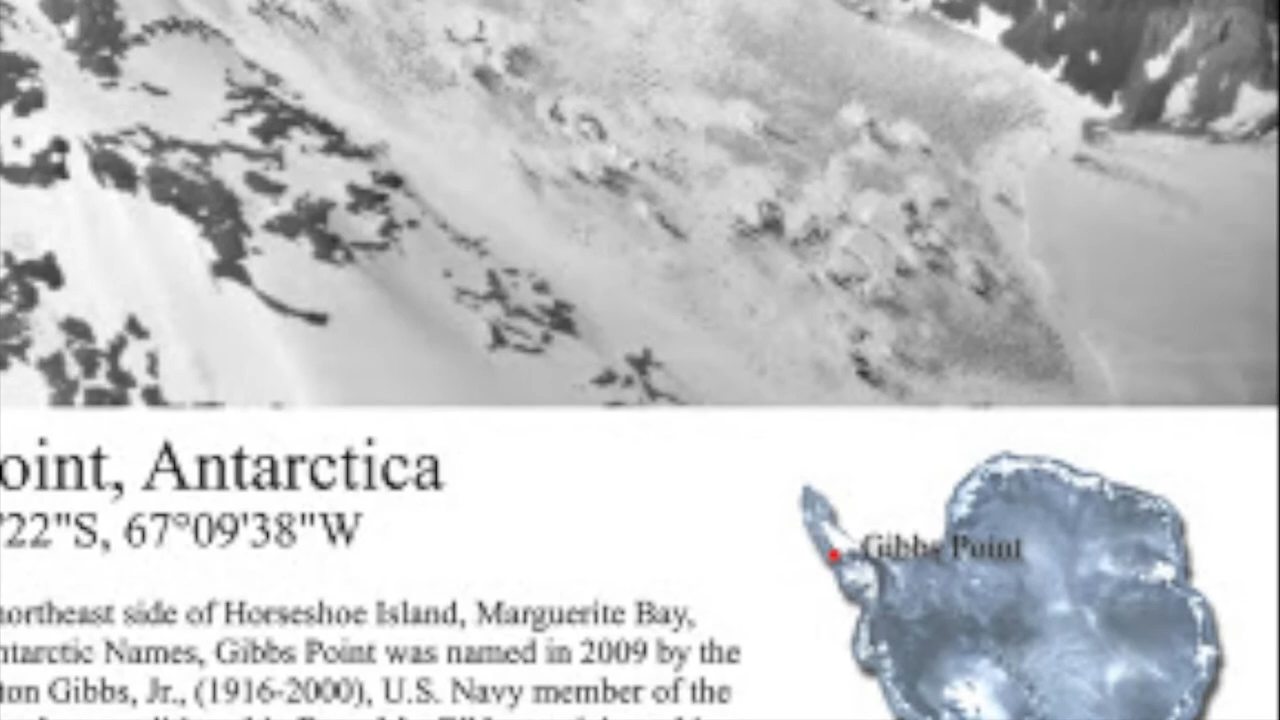 oint, Antarctica
'22"S, 67°09'38"W
Gibbs Point
northeast side of Horseshoe Island, Marguerite Bay,
ntarctic Names, Gibbs Point was named in 2009 by the
ton Gibbs, Jr., (1916-2000), U.S. Navy member of the